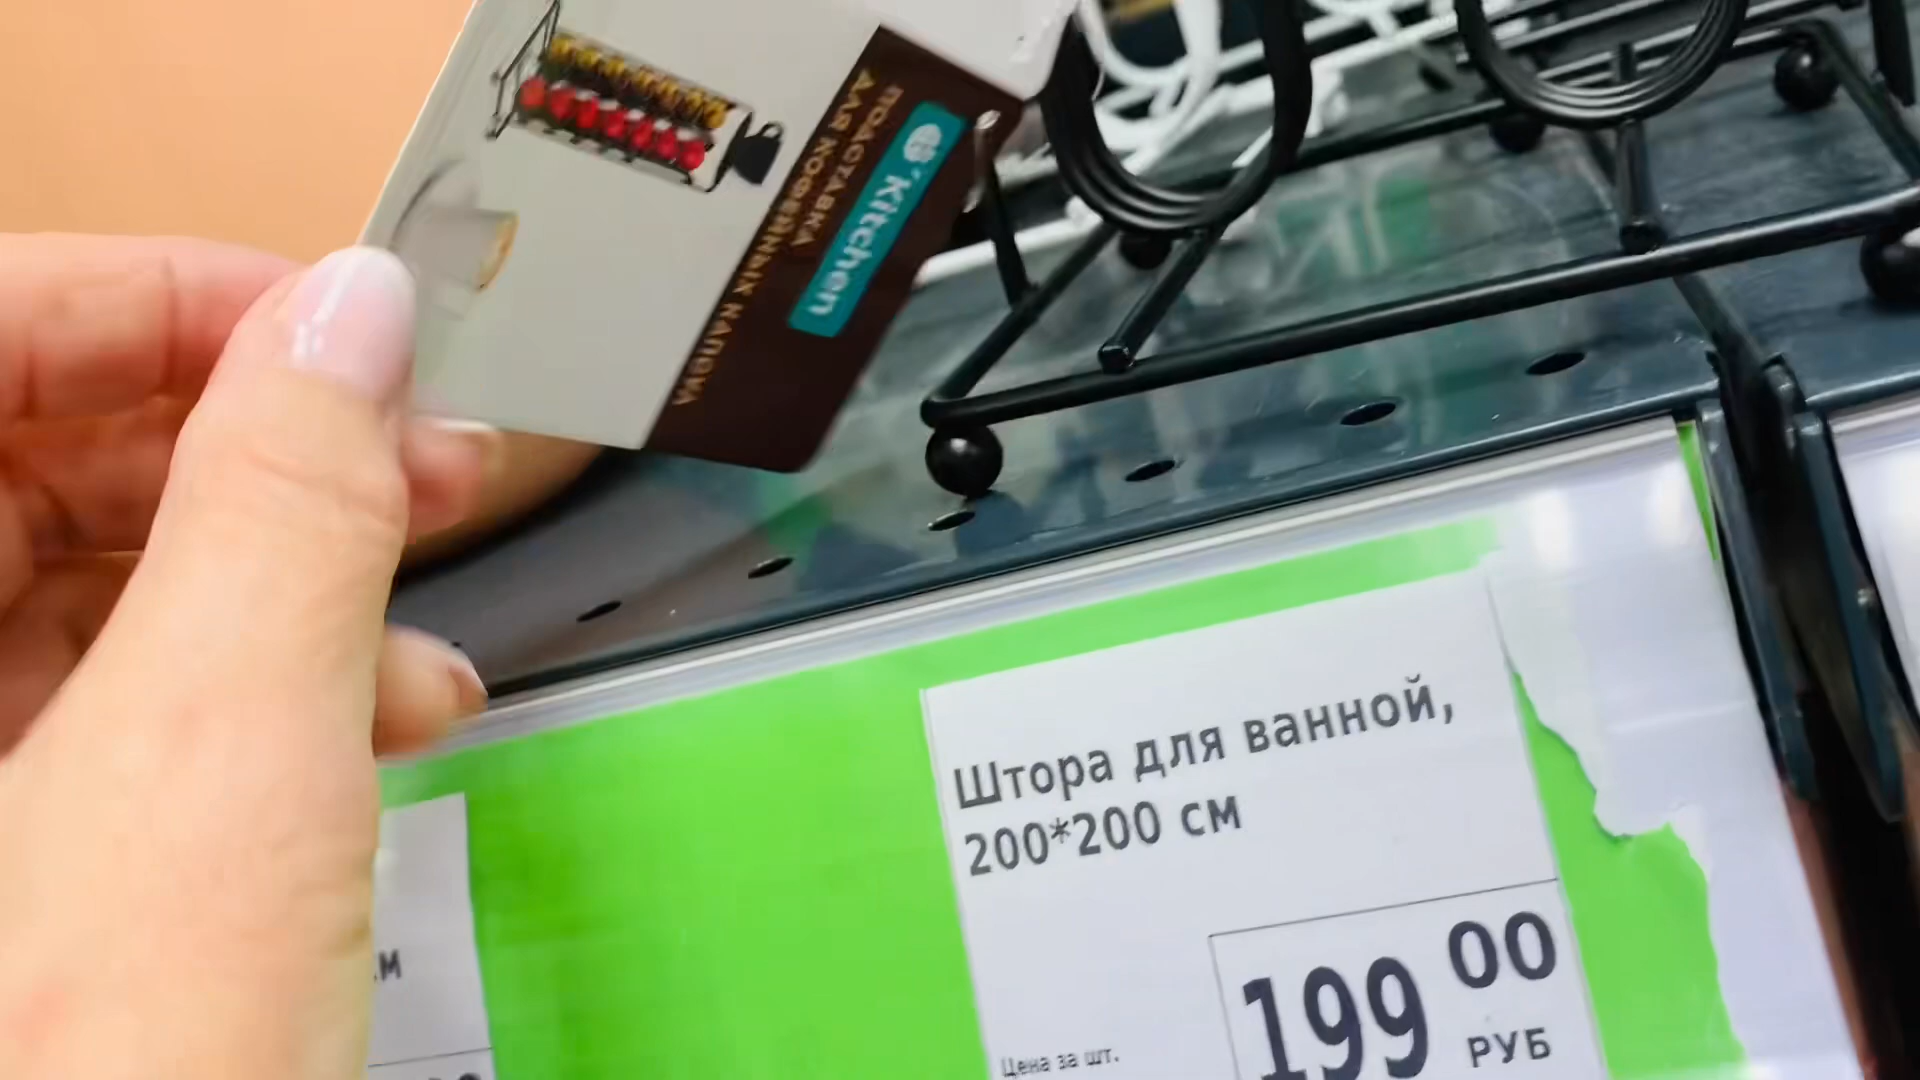 Kitchen
ПОДСТАВКА
ДЛЯ КОФЕЙНЫХ КАПСУЛ
Штора для ванной,
200*200 см
199 00
РУБ
Цена за шт.